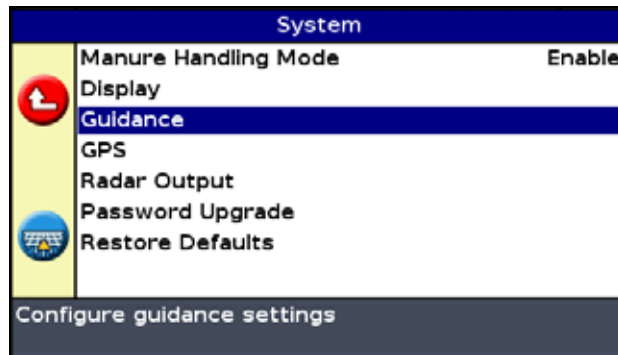 System
Manure Handling Mode Enable
Display
Guidance
GPS
Radar Output
Password Upgrade
Restore Defaults
Configure guidance settings